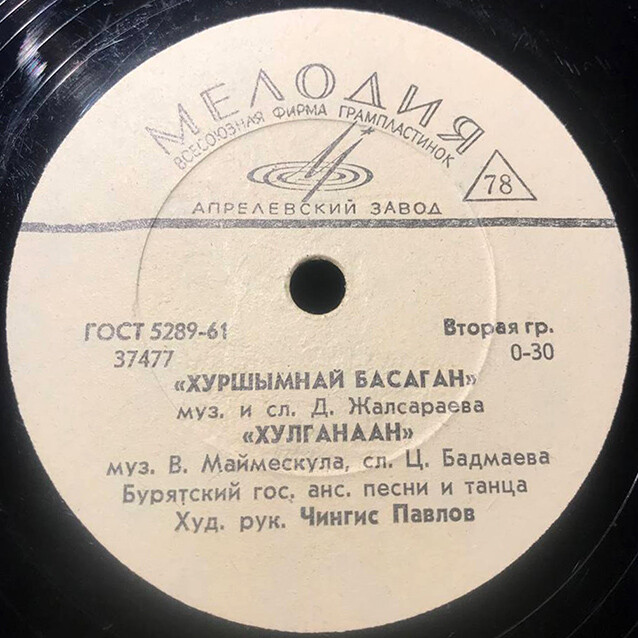 МЕЛОДИЯ
ВСЕСОЮЗНАЯ ФИРМА ГРАМПЛАСТИНОК
78
АПРЕЛЕВСКИЙ ЗАВОД
ГОСТ 5289-61 Вторая гр.
37477 0-30
«ХУРШЫМНАЙ БАСАГАН»
муз. и сл. Д. Жалсараева
«ХУЛГАНААН»
муз. В. Маймескула, сл. Ц. Бадмаева
Бурятский гос. анс. песни и танца
Худ. рук. Чингис Павлов